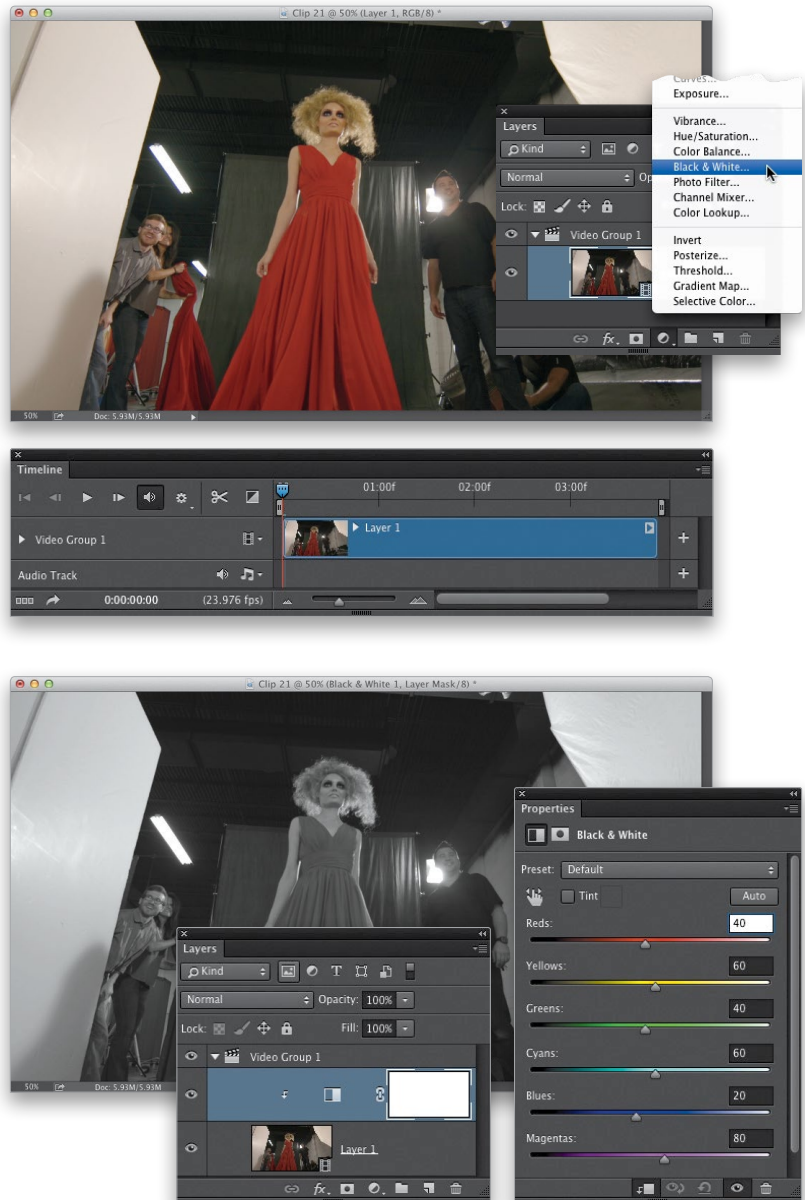 Clip 21 @ 50% (Layer 1, RGB/8) *
Curves...
Exposure...
Vibrance...
Hue/Saturation...
Color Balance...
Black & White...
Photo Filter...
Channel Mixer...
Color Lookup...
Invert
Posterize...
Threshold...
Gradient Map...
Selective Color...
Layers
Kind
Normal
Op
Lock:
Video Group 1
fx
50% Doc: 5.93M/5.93M
Timeline
01:00f 02:00f 03:00f
Video Group 1
Layer 1
Audio Track
0:00:00:00 (23.976 fps)
Clip 21 @ 50% (Black & White 1, Layer Mask/8) *
50% Doc: 5.93M/5.93M
Layers
Kind T
Normal Opacity: 100%
Lock: Fill: 100%
Video Group 1
Layer 1
fx
Properties
Black & White
Preset: Default
Tint Auto
Reds: 40
Yellows: 60
Greens: 40
Cyans: 60
Blues: 20
Magentas: 80